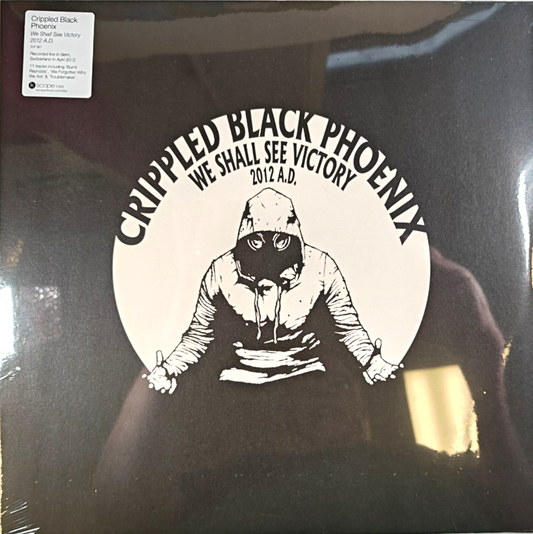 Crippled Black
Phoenix
We Shall See Victory
2012 A.D.
Recorded live in Bern,
Switzerland in April 2012
11 tracks including 'Burnt
Reynolds', 'We Forgotten Who
We Are' & 'Troublemaker'.
k scope
CRIPPLED BLACK PHOENIX
WE SHALL SEE VICTORY
2012 A.D.